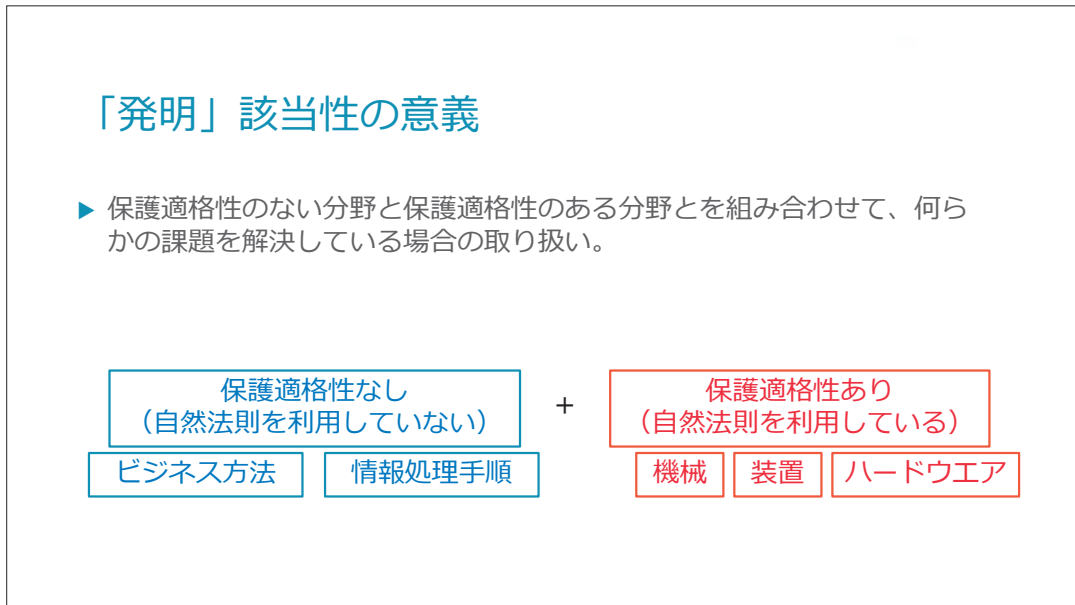 「発明」該当性の意義
▶ 保護適格性のない分野と保護適格性のある分野とを組み合わせて、何ら
かの課題を解決している場合の取り扱い。
保護適格性なし
（自然法則を利用していない）
+
保護適格性あり
（自然法則を利用している）
ビジネス方法
情報処理手順
機械
装置
ハードウエア